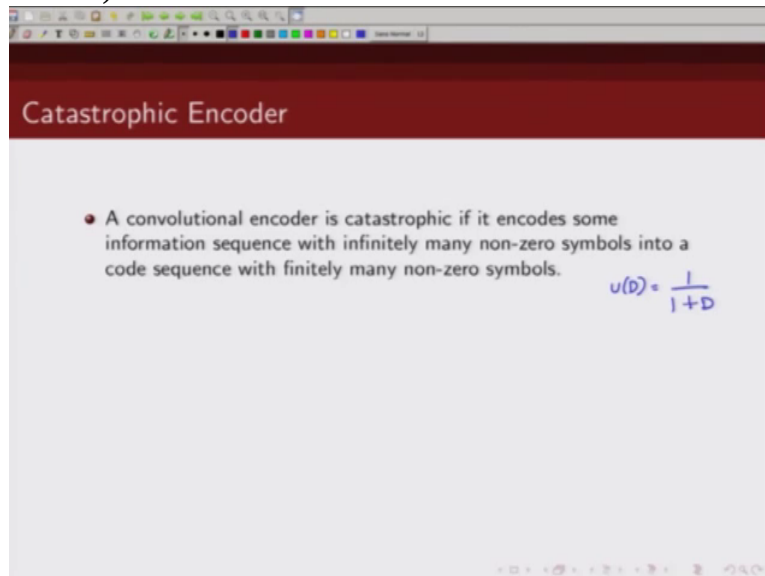 Catastrophic Encoder
A convolutional encoder is catastrophic if it encodes some
information sequence with infinitely many non-zero symbols into a
code sequence with finitely many non-zero symbols.
U(D) = 1
1+D